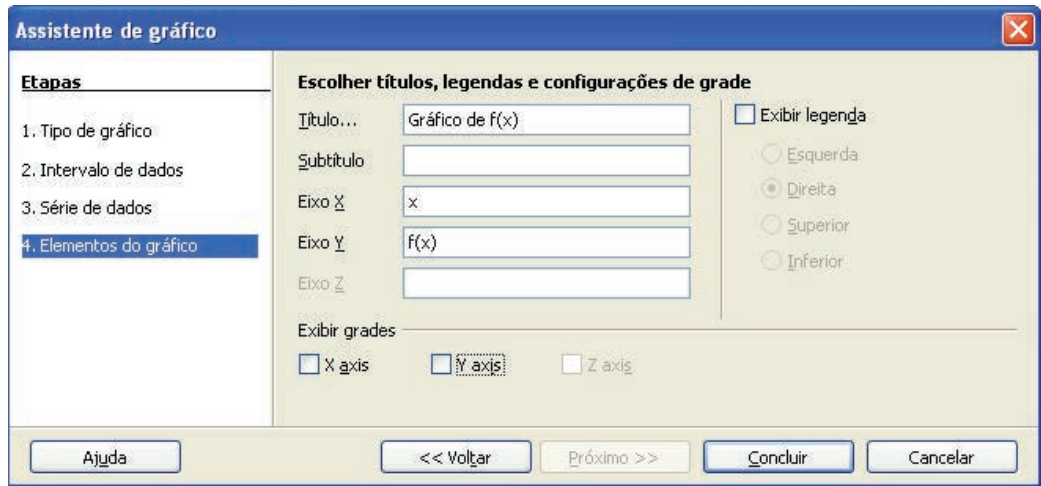 Assistente de gráfico
Etapas
1. Tipo de gráfico
2. Intervalo de dados
3. Série de dados
4. Elementos do gráfico
Escolher títulos, legendas e configurações de grade
Título... Gráfico de f(x)
Subtítulo
Eixo X x
Eixo Y f(x)
Eixo Z
Exibir legenda
Esquerda
Direita
Superior
Inferior
Exibir grades
X axis Y axis Z axis
Ajuda << Voltar Próximo >> Concluir Cancelar